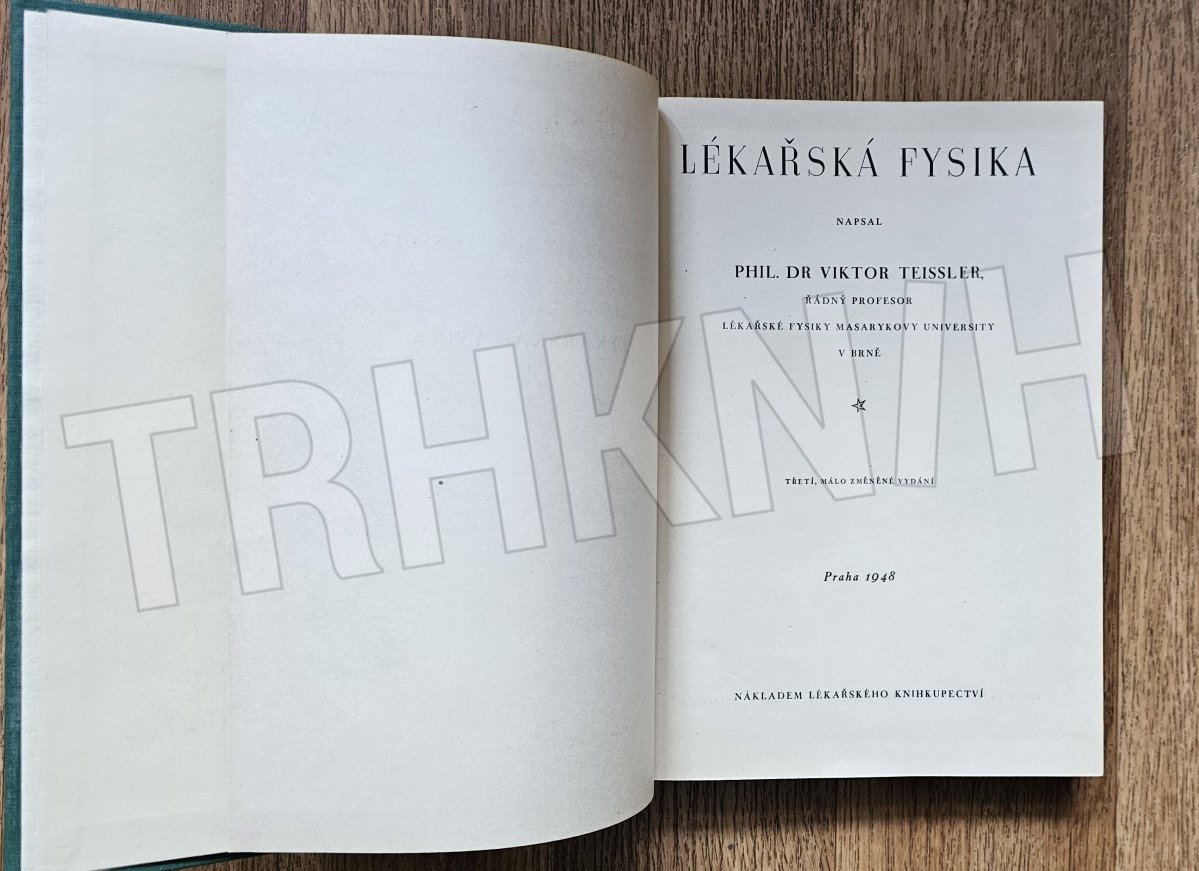 LÉKAŘSKÁ FYSIKA
NAPSAL
PHIL. DR VIKTOR TEISSLER,
ŘÁDNÝ PROFESOR
LÉKAŘSKÉ FYSIKY MASARYKOVY UNIVERSITY
V BRNĚ
TRHKNIH
TŘETÍ, MÁLO ZMĚNĚNÉ VYDÁNÍ
Praha 1948
NÁKLADEM LÉKAŘSKÉHO KNIHKUPECTVÍ